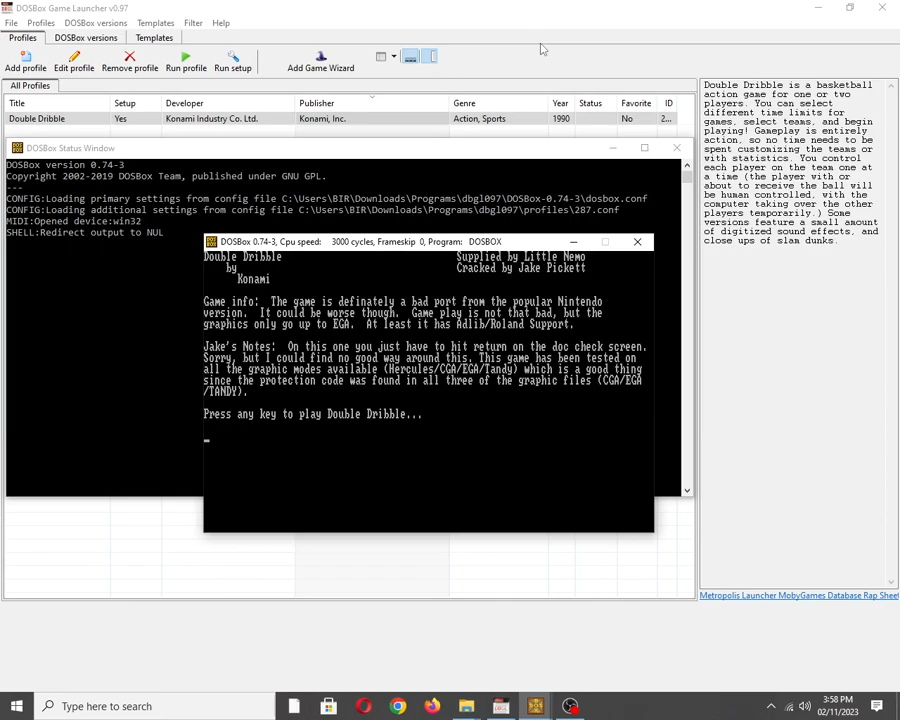 DOSBox Game Launcher v0.97
File Profiles DOSBox versions Templates Filter Help
Profiles DOSBox versions Templates
Add profile Edit profile Remove profile Run profile Run setup Add Game Wizard
All Profiles
Title Setup Developer Publisher Genre Year Status Favorite ID
Double Dribble Yes Konami Industry Co. Ltd. Konami, Inc. Action, Sports 1990 No 2...
DOSBox Status Window
DOSBox version 0.74-3
Copyright 2002-2019 DOSBox Team, published under GNU GPL.
---
CONFIG:Loading primary settings from config file C:\Users\BIR\Downloads\Programs\dbgl097\DOSBox-0.74-3\dosbox.conf
CONFIG:Loading additional settings from config file C:\Users\BIR\Downloads\Programs\dbgl097\profiles\287.conf
MIDI:Opened device:win32
SHELL:Redirect output to NUL
DOSBox 0.74-3, Cpu speed: 3000 cycles, Frameskip 0, Program: DOSBOX
Double Dribble Supplied by Little Nemo
by Cracked by Jake Pickett
Konami
Game info: The game is definately a bad port from the popular Nintendo
version. It could be worse though. Game play is not that bad, but the
graphics only go up to EGA. At least it has Adlib/Roland Support.
Jake's Notes: On this one you just have to hit return on the doc check screen.
Sorry, but I could find no good way around this. This game has been tested on
all the graphic modes available (Hercules/CGA/EGA/Tandy) which is a good thing
since the protection code was found in all three of the graphic files (CGA/EGA
/TANDY).
Press any key to play Double Dribble...
Double Dribble is a basketball
action game for one or two
players. You can select
different time limits for
games, select teams, and begin
playing! Gameplay is entirely
action, so no time needs to be
spent customizing the teams or
with statistics. You control
each player on the team one at
a time (the player with or
about to receive the ball will
be human controlled, with the
computer taking over the other
players temporarily.) Some
versions feature a small amount
of digitized sound effects, and
close ups of slam dunks.
Metropolis Launcher MobyGames Database Rap Sheet
Type here to search
3:58 PM
02/11/2023